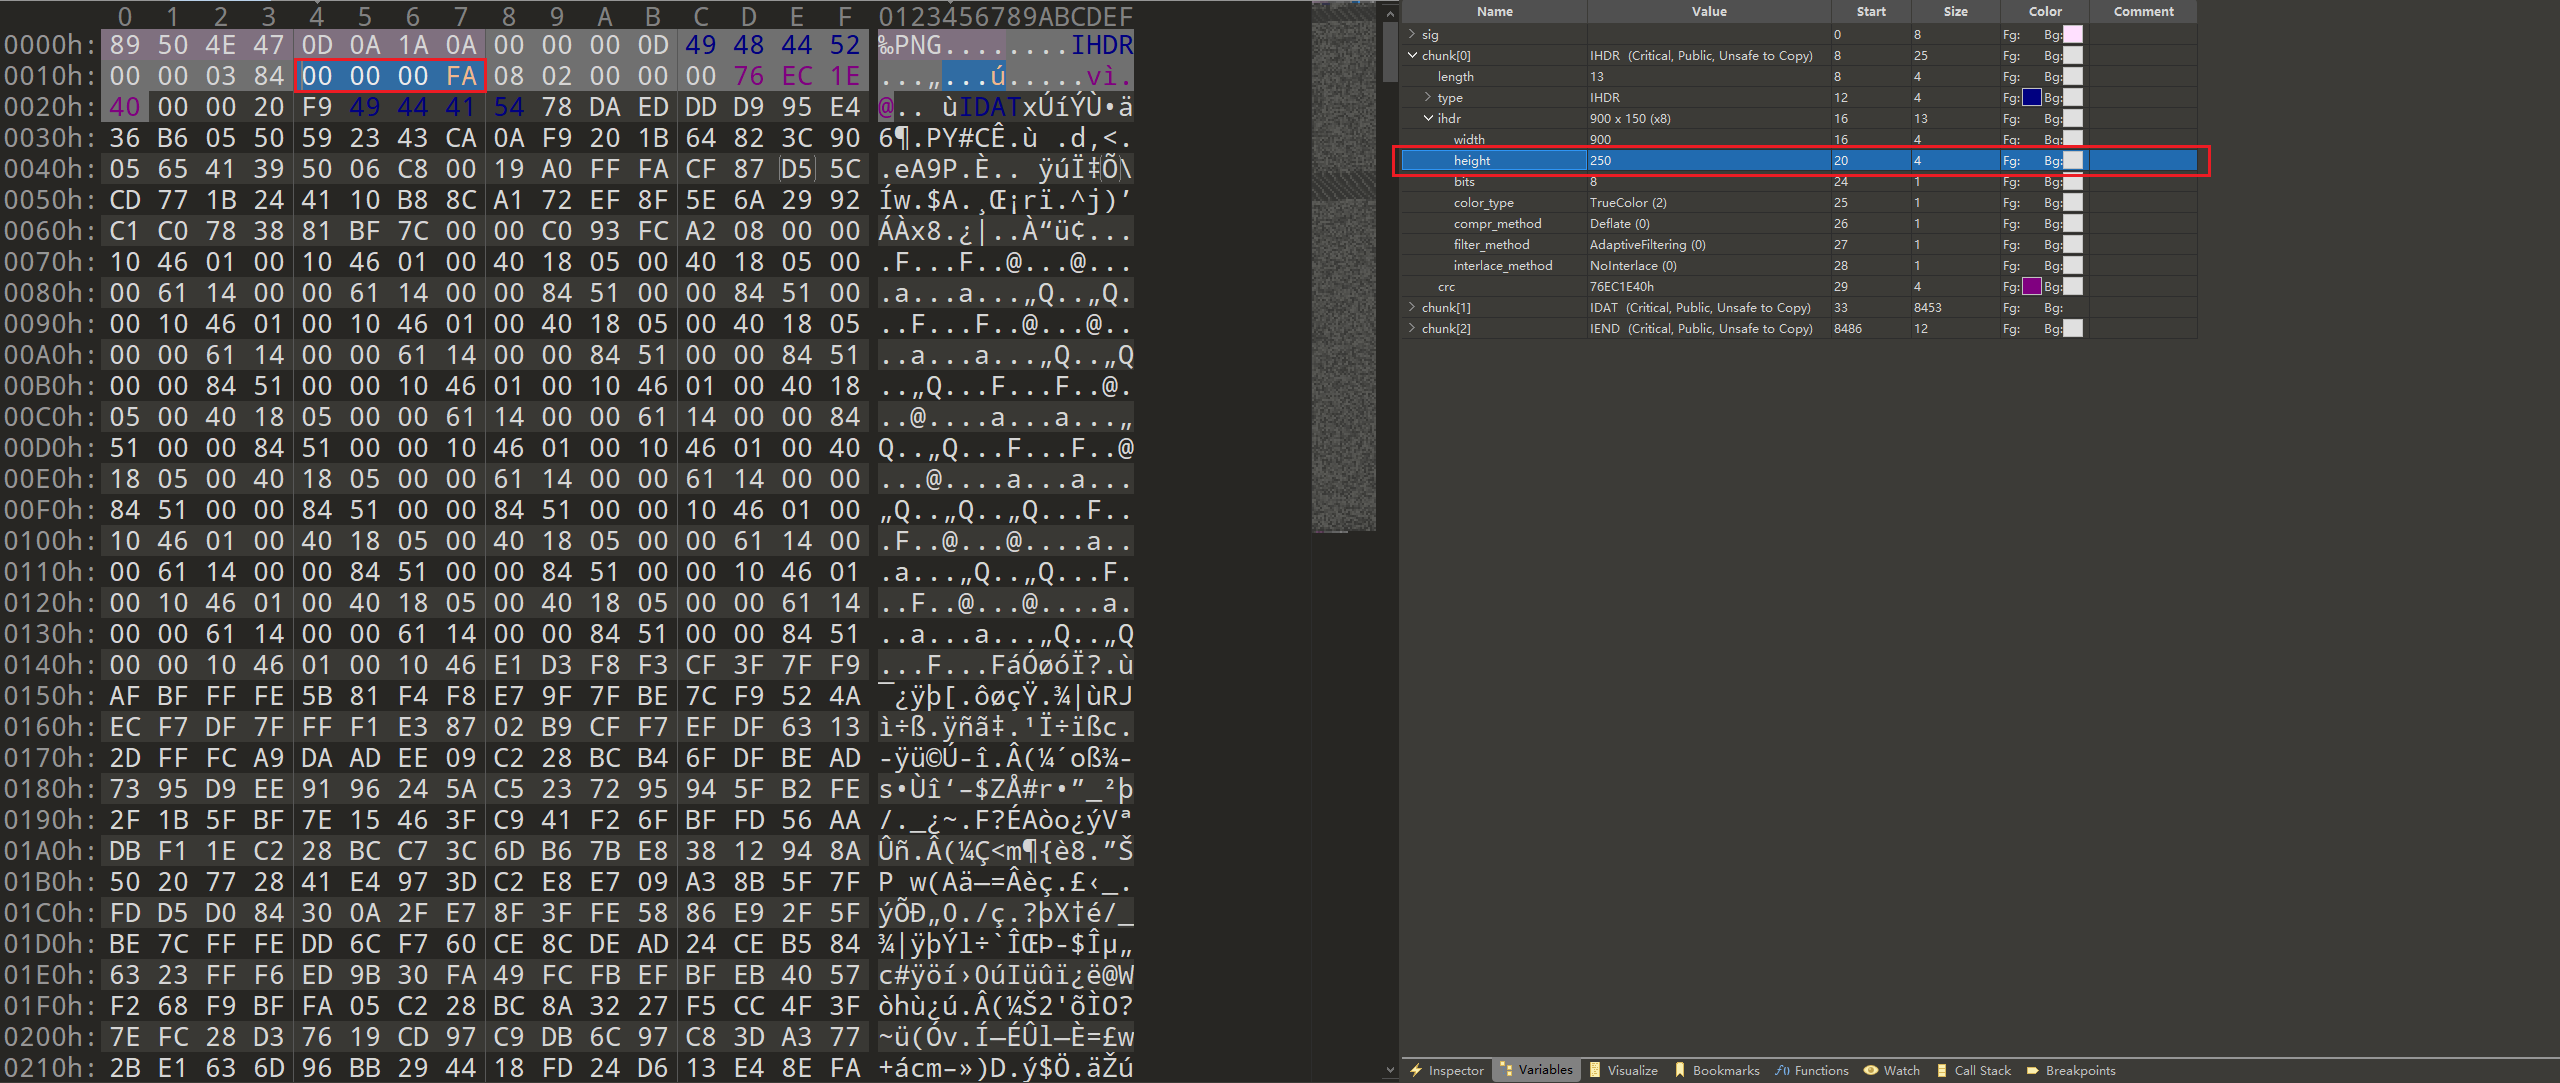 0 1 2 3 4 5 6 7 8 9 A B C D E F 0123456789ABCDEF
0000h: 89 50 4E 47 0D 0A 1A 0A 00 00 00 0D 49 48 44 52 ‰PNG........IHDR
0010h: 00 00 03 84 00 00 00 FA 08 02 00 00 00 76 EC 1E ...„...ú.....vì.
0020h: 40 00 00 20 F9 49 44 41 54 78 DA ED DD D9 95 E4 @.. ùIDATxÚíÝÙ•ä
0030h: 36 B6 05 50 59 23 43 CA 0A F9 20 1B 64 82 3C 90 6¶.PY#CÊ.ù .d‚<.
0040h: 05 65 41 39 50 06 C8 00 19 A0 FF FA CF 87 D5 5C .eA9P.È.. ÿúÏ‡Õ\
0050h: CD 77 1B 24 41 10 B8 8C A1 72 EF 8F 5E 6A 29 92 Íw.$A.¸Œ¡rï.^j)’
0060h: C1 C0 78 38 81 BF 7C 00 00 C0 93 FC A2 08 00 00 ÁÀx8.¿|..À“ü¢...
0070h: 10 46 01 00 10 46 01 00 40 18 05 00 40 18 05 00 .F...F..@...@...
0080h: 00 61 14 00 00 61 14 00 00 84 51 00 00 84 51 00 .a...a...„Q..„Q.
0090h: 00 10 46 01 00 10 46 01 00 40 18 05 00 40 18 05 ..F...F..@...@..
00A0h: 00 00 61 14 00 00 61 14 00 00 84 51 00 00 84 51 ..a...a...„Q..„Q
00B0h: 00 00 84 51 00 00 10 46 01 00 10 46 01 00 40 18 ..„Q...F...F..@.
00C0h: 05 00 40 18 05 00 00 61 14 00 00 61 14 00 00 84 ..@....a...a...„
00D0h: 51 00 00 84 51 00 00 10 46 01 00 10 46 01 00 40 Q..„Q...F...F..@
00E0h: 18 05 00 40 18 05 00 00 61 14 00 00 61 14 00 00 ...@....a...a...
00F0h: 84 51 00 00 84 51 00 00 84 51 00 00 10 46 01 00 „Q..„Q..„Q...F..
0100h: 10 46 01 00 40 18 05 00 40 18 05 00 00 61 14 00 .F..@...@....a..
0110h: 00 61 14 00 00 84 51 00 00 84 51 00 00 10 46 01 .a...„Q..„Q...F.
0120h: 00 10 46 01 00 40 18 05 00 40 18 05 00 00 61 14 ..F..@...@....a.
0130h: 00 00 61 14 00 00 61 14 00 00 84 51 00 00 84 51 ..a...a...„Q..„Q
0140h: 00 00 10 46 01 00 10 46 E1 D3 F8 F3 CF 3F 7F F9 ...F...FáÓøóÏ?.ù
0150h: AF BF FF FE 5B 81 F4 F8 E7 9F 7F BE 7C F9 52 4A ¯¿ÿþ[.ôøçŸ.¾|ùRJ
0160h: EC F7 DF 7F FF F1 E3 87 02 B9 CF F7 EF DF 63 13 ì÷ß.ÿñã‡.¹Ï÷ïßc.
0170h: 2D FF FC A9 DA AD EE 09 C2 28 BC B4 6F DF BE AD -ÿü©Ú-î.Â(¼´oß¾-
0180h: 73 95 D9 EE 91 96 24 5A C5 23 72 95 94 5F B2 FE s•Ùî‘–$ZÅ#r•”_²þ
0190h: 2F 1B 5F BF 7E 15 46 3F C9 41 F2 6F BF FD 56 AA /._¿~.F?ÉAòo¿ýVª
01A0h: DB F1 1E C2 28 BC C7 3C 6D B6 7B E8 38 12 94 8A Ûñ.Â(¼Ç<m¶{è8.”Š
01B0h: 50 20 77 28 41 E4 97 3D C2 E8 E7 09 A3 8B 5F 7F P w(Aä—=Âèç.£‹_.
01C0h: FD D5 D0 84 30 0A 2F E7 8F 3F FE 58 86 E9 2F 5F ýÕÐ„0./ç.?þX†é/_
01D0h: BE 7C FF FE DD 6C F7 60 CE 8C DE AD 24 CE B5 84 ¾|ÿþÝl÷`ÎŒÞ-$Îµ„
01E0h: 63 23 FF F6 ED 9B 30 FA 49 FC FB EF BF EB 40 57 c#ÿöí›0úIüûï¿ë@W
01F0h: F2 68 F9 BF FA 05 C2 28 BC 8A 32 27 F5 CC 4F 3F òhù¿ú.Â(¼Š2'õÌO?
0200h: 7E FC 28 D3 76 19 CD 97 C9 DB 6C 97 C8 3D A3 77 ~ü(Óv.Í—ÉÛl—È=£w
0210h: 2B E1 63 6D 96 BB 29 44 18 FD 24 D6 13 E4 8E FA +ácm–»)D.ý$Ö.äŽú
Name Value Start Size Color Comment
sig 0 8 Fg: Bg:
chunk[0] IHDR (Critical, Public, Unsafe to Copy) 8 25 Fg: Bg:
length 13 8 4 Fg: Bg:
type IHDR 12 4 Fg: Bg:
ihdr 900 x 150 (x8) 16 13 Fg: Bg:
width 900 16 4 Fg: Bg:
height 250 20 4 Fg: Bg:
bits 8 24 1 Fg: Bg:
color_type TrueColor (2) 25 1 Fg: Bg:
compr_method Deflate (0) 26 1 Fg: Bg:
filter_method AdaptiveFiltering (0) 27 1 Fg: Bg:
interlace_method NoInterlace (0) 28 1 Fg: Bg:
crc 76EC1E40h 29 4 Fg: Bg:
chunk[1] IDAT (Critical, Public, Unsafe to Copy) 33 8453 Fg: Bg:
chunk[2] IEND (Critical, Public, Unsafe to Copy) 8486 12 Fg: Bg:
Inspector Variables Visualize Bookmarks f() Functions Watch Call Stack Breakpoints